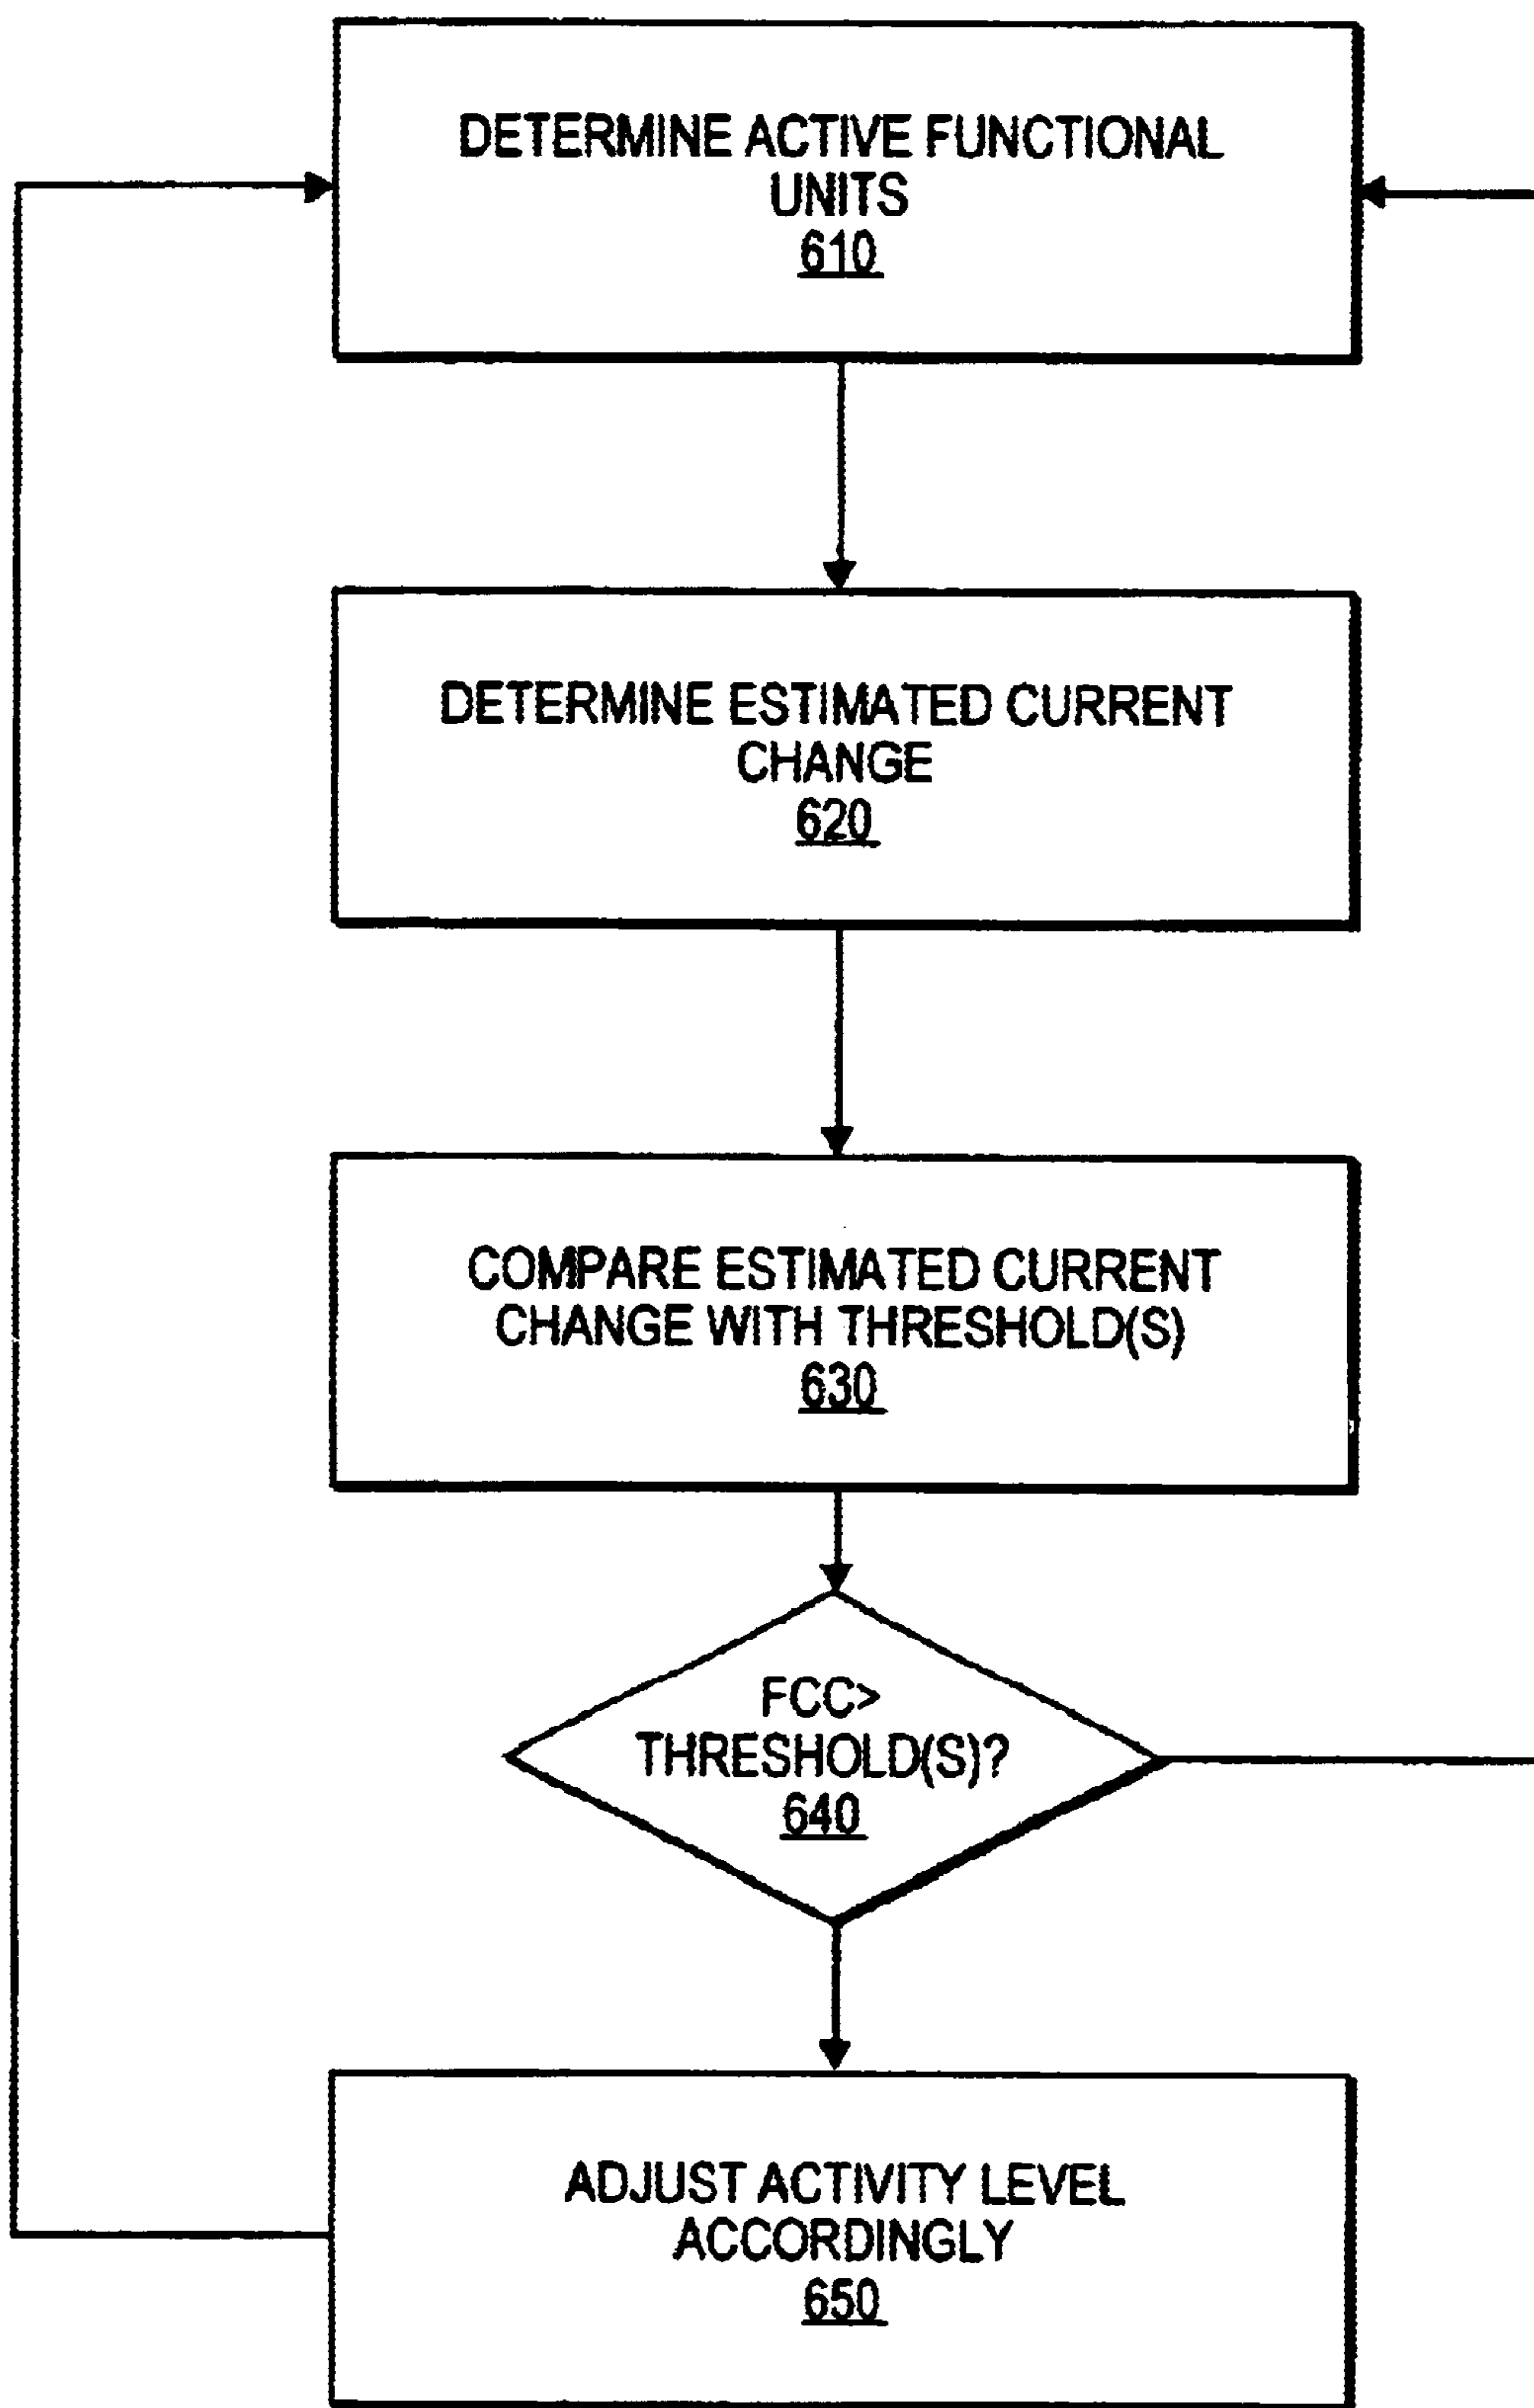 DETERMINE ACTIVE FUNCTIONAL
UNITS
610
DETERMINE ESTIMATED CURRENT
CHANGE
620
COMPARE ESTIMATED CURRENT
CHANGE WITH THRESHOLD(S)
630
FCC>
THRESHOLD(S)?
640
ADJUST ACTIVITY LEVEL
ACCORDINGLY
650